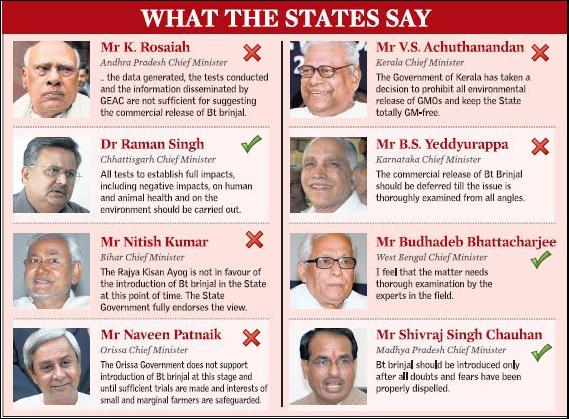 WHAT THE STATES SAY
Mr K. Rosaiah
Andhra Pradesh Chief Minister
.. the data generated, the tests conducted
and the information disseminated by
GEAC are not sufficient for suggesting
the commercial release of Bt brinjal.
Dr Raman Singh
Chhattisgarh Chief Minister
All tests to establish full impacts,
including negative impacts, on human
and animal health and on the
environment should be carried out.
Mr Nitish Kumar
Bihar Chief Minister
The Rajya Kisan Ayog is not in favour of
the introduction of Bt brinjal in the State
at this point of time. The State
Government fully endorses the view.
Mr Naveen Patnaik
Orissa Chief Minister
The Orissa Government does not support
introduction of Bt brinjal at this stage and
until sufficient trials are made and interests of
small and marginal farmers are safeguarded.
Mr V.S. Achuthanandan
Kerala Chief Minister
The Government of Kerala has taken a
decision to prohibit all environmental
release of GMOs and keep the State
totally GM-free.
Mr B.S. Yeddyurappa
Karnataka Chief Minister
The commercial release of Bt Brinjal
should be deferred till the issue is
thoroughly examined from all angles.
Mr Budhadeb Bhattacharjee
West Bengal Chief Minister
I feel that the matter needs
thorough examination by the
experts in the field.
Mr Shivraj Singh Chauhan
Madhya Pradesh Chief Minister
Bt brinjal should be introduced only
after all doubts and fears have been
properly dispelled.